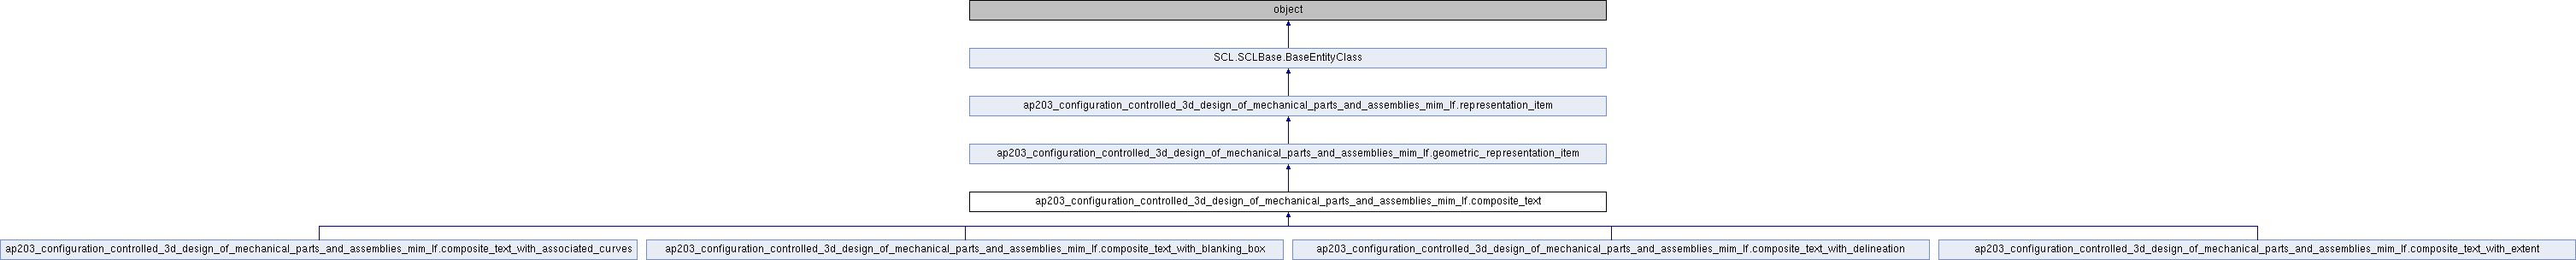 object
SCL.SCLBase.BaseEntityClass
ap203_configuration_controlled_3d_design_of_mechanical_parts_and_assemblies_mim_lf.representation_item
ap203_configuration_controlled_3d_design_of_mechanical_parts_and_assemblies_mim_lf.geometric_representation_item
ap203_configuration_controlled_3d_design_of_mechanical_parts_and_assemblies_mim_lf.composite_text
ap203_configuration_controlled_3d_design_of_mechanical_parts_and_assemblies_mim_lf.composite_text_with_associated_curves
ap203_configuration_controlled_3d_design_of_mechanical_parts_and_assemblies_mim_lf.composite_text_with_blanking_box
ap203_configuration_controlled_3d_design_of_mechanical_parts_and_assemblies_mim_lf.composite_text_with_delineation
ap203_configuration_controlled_3d_design_of_mechanical_parts_and_assemblies_mim_lf.composite_text_with_extent